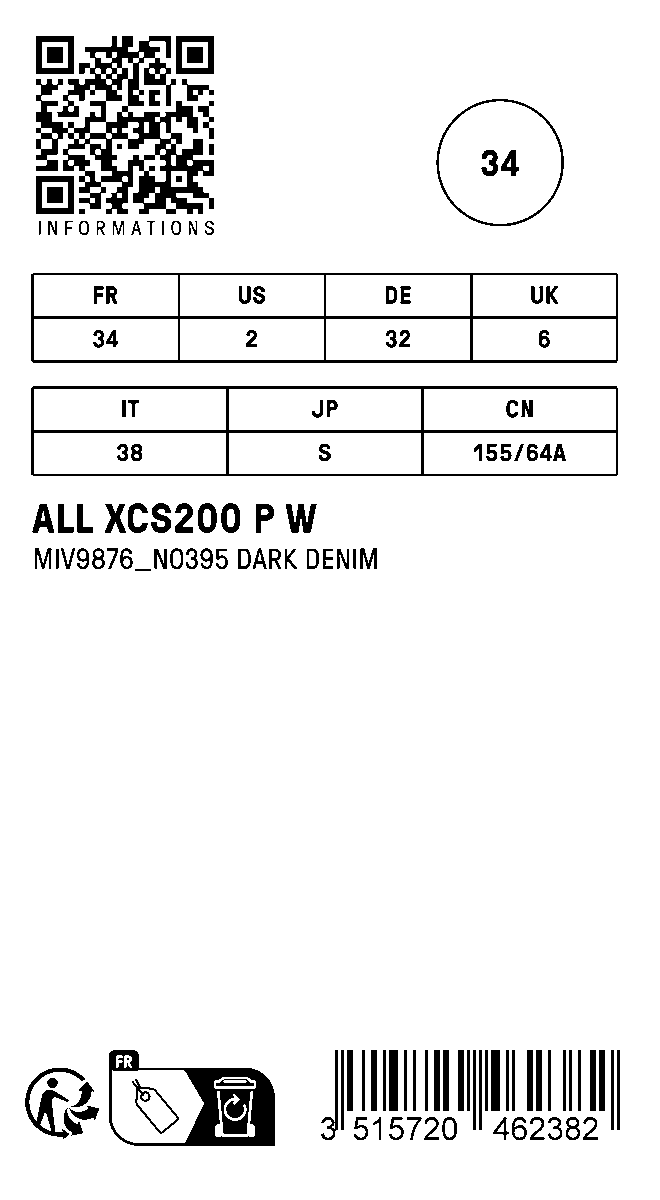 INFORMATIONS
34
FR US DE UK
34 2 32 6
IT JP CN
38 S 155/64A
ALL XCS200 P W
MIV9876_N0395 DARK DENIM
FR
3 515720 462382